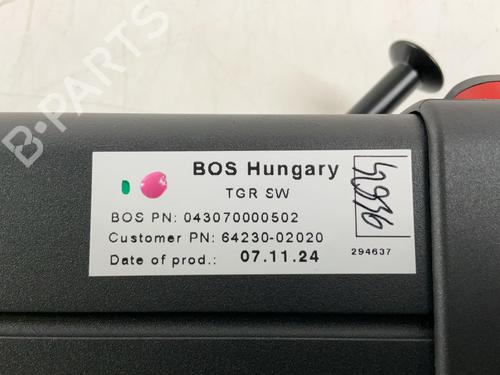 B-PARTS
BOS Hungary
TGR SW
BOS PN: 043070000502
Customer PN: 64230-02020
Date of prod.: 07.11.24
294637